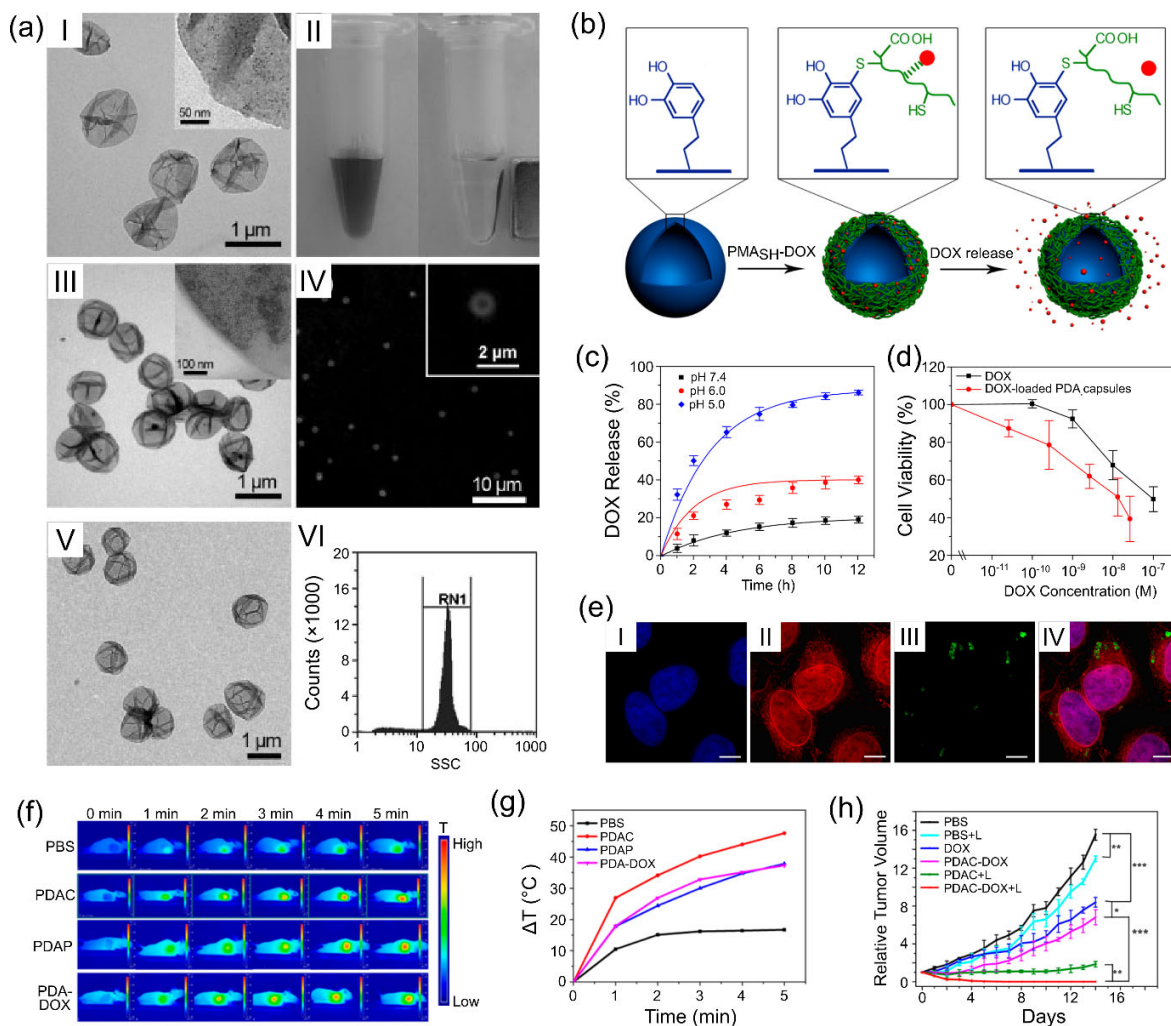 (a)
I
50 nm
1 µm
II
III
100 nm
1 µm
IV
2 µm
10 µm
V
1 µm
VI
Counts (×1000)
20
16
12
8
4
0
RN1
1
10
100
1000
SSC
(b)
HO
HO
COOH
S
HO
HO
HS
COOH
S
HO
HO
HS
PMASH-DOX
DOX release
(c)
DOX Release (%)
pH 7.4
pH 6.0
pH 5.0
100
80
60
40
20
0
0 2 4 6 8 10 12
Time (h)
(d)
Cell Viability (%)
DOX
DOX-loaded PDA capsules
120
100
80
60
40
20
0 10⁻¹¹ 10⁻¹⁰ 10⁻⁹ 10⁻⁸ 10⁻⁷
DOX Concentration (M)
(e)
I
II
III
IV
(f)
0 min 1 min 2 min 3 min 4 min 5 min
PBS
PDAC
PDAP
PDA-
DOX
T
High
Low
(g)
ΔT (°C)
PBS
PDAC
PDAP
PDA-DOX
50
40
30
20
10
0
0 1 2 3 4 5
Time (min)
(h)
Relative Tumor Volume
PBS
PBS+L
DOX
PDAC-DOX
PDAC+L
PDAC-DOX+L
16
12
8
4
0
**
***
*
***
**
0 4 8 12 16
Days